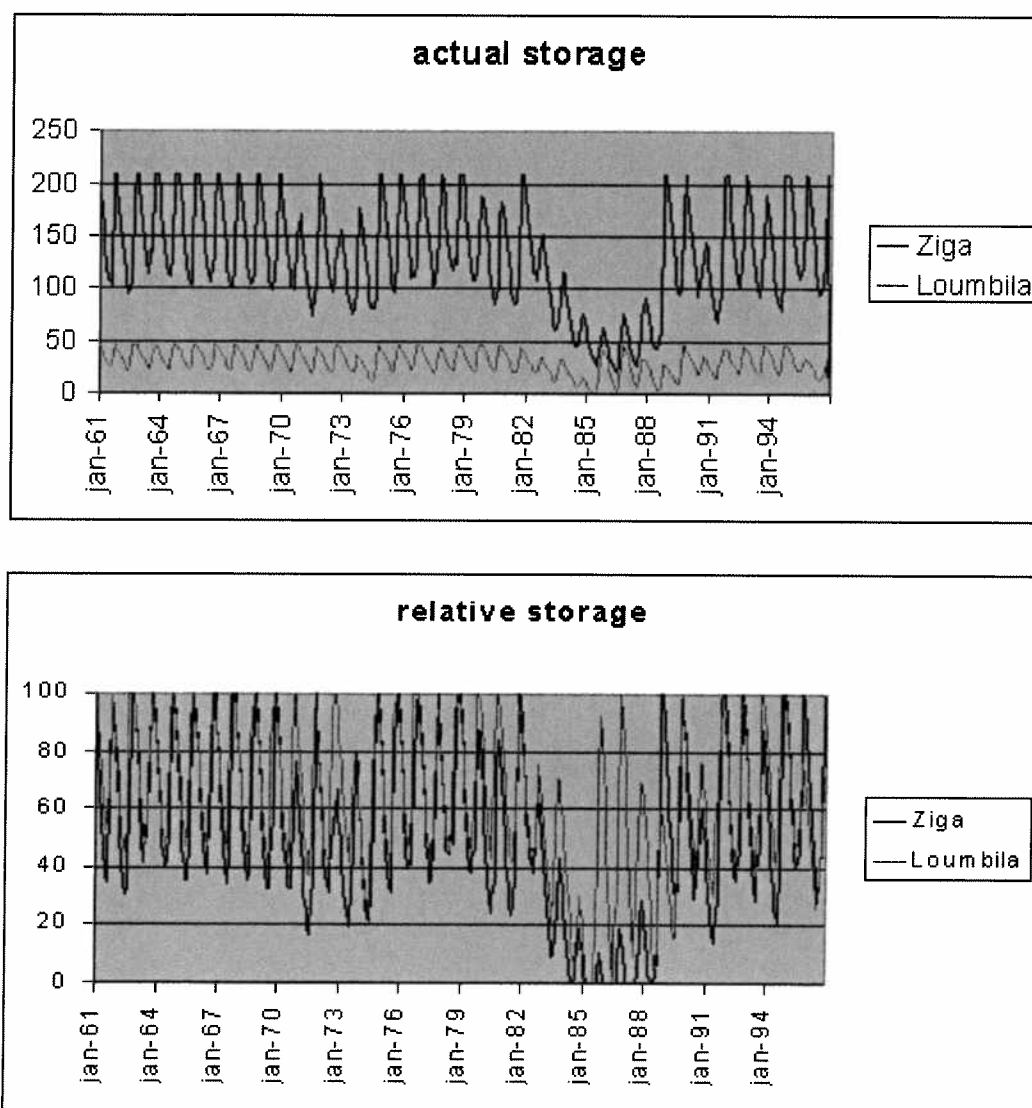 actual storage
250
200
150
100
50
0
jan-61
jan-64
jan-67
jan-70
jan-73
jan-76
jan-79
jan-82
jan-85
jan-88
jan-91
jan-94
Ziga
Loumbila
relative storage
100
80
60
40
20
0
jan-61
jan-64
jan-67
jan-70
jan-73
jan-76
jan-79
jan-82
jan-85
jan-88
jan-91
jan-94
Ziga
Loumbila